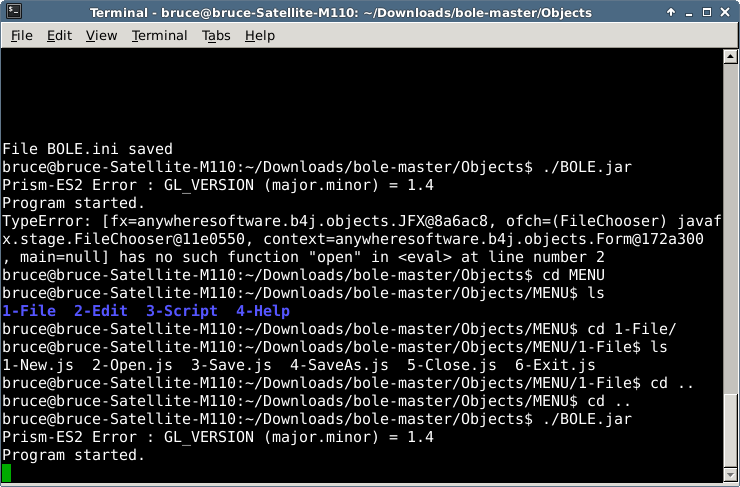 Terminal - bruce@bruce-Satellite-M110: ~/Downloads/bole-master/Objects
File Edit View Terminal Tabs Help
File BOLE.ini saved
bruce@bruce-Satellite-M110:~/Downloads/bole-master/Objects$ ./BOLE.jar
Prism-ES2 Error : GL_VERSION (major.minor) = 1.4
Program started.
TypeError: [fx=anywheresoftware.b4j.objects.JFX@8a6ac8, ofch=(FileChooser) javaf
x.stage.FileChooser@11e0550, context=anywheresoftware.b4j.objects.Form@172a300
, main=null] has no such function "open" in <eval> at line number 2
bruce@bruce-Satellite-M110:~/Downloads/bole-master/Objects$ cd MENU
bruce@bruce-Satellite-M110:~/Downloads/bole-master/Objects/MENU$ ls
1-File  2-Edit  3-Script  4-Help
bruce@bruce-Satellite-M110:~/Downloads/bole-master/Objects/MENU$ cd 1-File/
bruce@bruce-Satellite-M110:~/Downloads/bole-master/Objects/MENU/1-File$ ls
1-New.js  2-Open.js  3-Save.js  4-SaveAs.js  5-Close.js  6-Exit.js
bruce@bruce-Satellite-M110:~/Downloads/bole-master/Objects/MENU/1-File$ cd ..
bruce@bruce-Satellite-M110:~/Downloads/bole-master/Objects/MENU$ cd ..
bruce@bruce-Satellite-M110:~/Downloads/bole-master/Objects$ ./BOLE.jar
Prism-ES2 Error : GL_VERSION (major.minor) = 1.4
Program started.